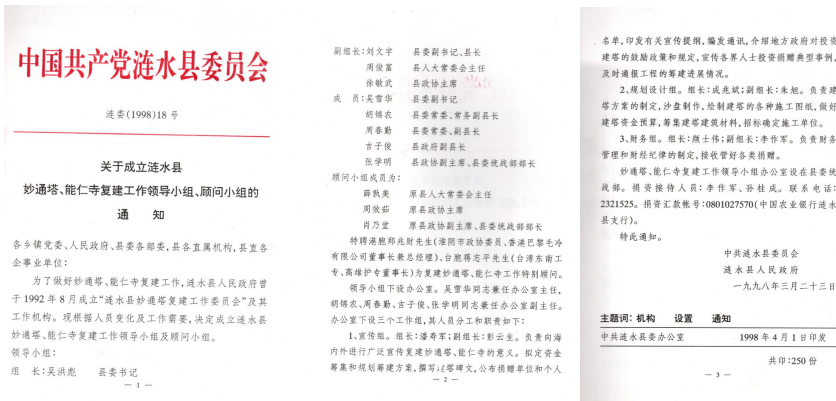 中国共产党涟水县委员会
涟委(1998)18号
关于成立涟水县
妙通塔、能仁寺复建工作领导小组、顾问小组的
通 知
各乡镇党委、人民政府、县委各部委,县各直属机构,县直各
企事业单位:
为了做好妙通塔、能仁寺复建工作,涟水县人民政府曾
于1992年8月成立“涟水县妙通塔复建工作委员会”及其
工作机构。现根据人员变化及工作需要,决定成立涟水县
妙通塔、能仁寺复建工作领导小组及顾问小组。
领导小组:
组 长:吴洪彪 县委书记
— 1 —
副组长:刘文宇 县委副书记、县长
周俊富 县人大常委会主任
徐敏武 县政协主席
成 员:吴雪华 县委副书记
胡锦农 县委常委、常务副县长
周春勤 县委常委、副县长
吉子俊 县政府副县长
张学明 县政协副主席、县委统战部部长
顾问小组成员为:
薛执美 原县人大常委会主任
周效茹 原县政协主席
肖乃堂 原县政协副主席、县委统战部部长
特聘港胞郑兆财先生(淮阴市政协委员、香港巴黎毛冷
有限公司董事长兼总经理)、台胞蒋志平先生(台湾东南工
专、高维护专董事长)为复建妙通塔、能仁寺工作特别顾问。
领导小组下设办公室。吴雪华同志兼任办公室主任,
胡锦农、周春勤、吉子俊、张学明同志兼任办公室副主任。
办公室下设三个工作组,其人员分工和职责如下:
1、宣传组。组长:潘寿军;副组长:彭云生。负责向海
内外进行广泛宣传复建妙通塔、能仁寺的意义。拟定资金
筹集和规划筹建方案,撰写塔碑文,公布捐赠单位和个人
— 2 —
名单,印发有关宣传提纲,编发通讯,介绍地方政府对投资
建塔的鼓励政策和规定,宣传各界人士投资捐赠典型事例,
及时通报工程的筹建进展情况。
2、规划设计组。组长:成兆斌;副组长:朱旭。负责建
塔方案的制定,沙盘制作,绘制建塔的各种施工图纸,做好
建塔资金预算,筹集建塔建筑材料,招标确定施工单位。
3、财务组。组长:颜士伟;副组长:李作军。负责财务
管理和财经纪律的制定,接收管好各类捐赠。
妙通塔、能仁寺复建工作领导小组办公室设在县委统
战部。捐资接待人员:李作军、孙桂成。联系电话:
2321525。捐资汇款帐号:0801027570(中国农业银行涟水
县支行)。
特此通知。
中共涟水县委员会
涟水县人民政府
一九九八年三月二十三日
主题词:机构 设置 通知
中共涟水县委办公室 1998年4月1日印发
共印:250份
— 3 —